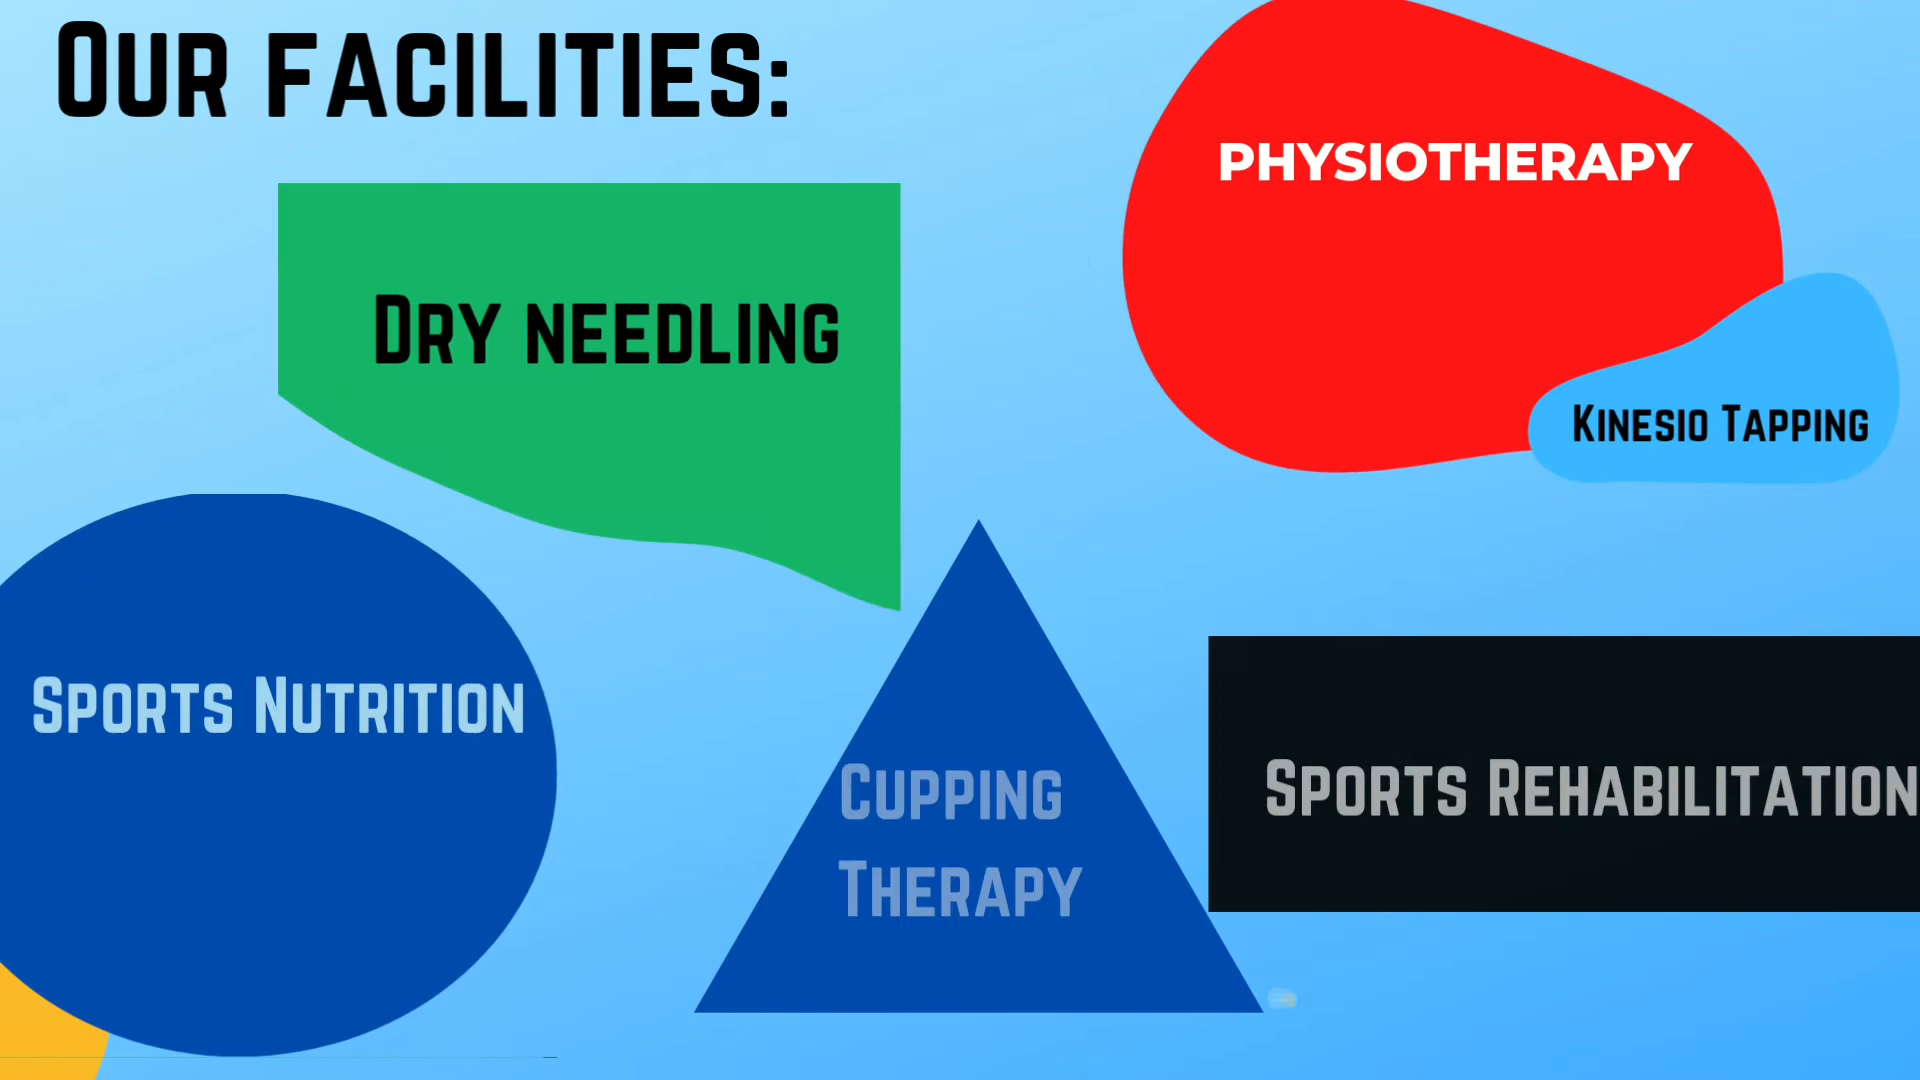 Our facilities:
PHYSIOTHERAPY
Dry needling
Kinesio Tapping
Sports Nutrition
Cupping
Therapy
Sports Rehabilitation